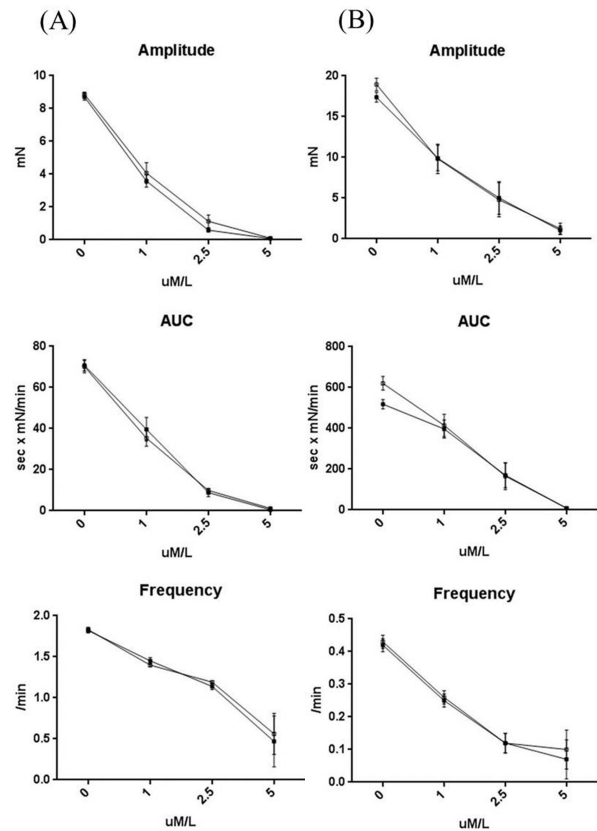 (A)
(B)
Amplitude
Amplitude
mN
10
8
6
4
2
0
0
1
2.5
5
uM/L
mN
20
15
10
5
0
0
1
2.5
5
uM/L
AUC
AUC
sec x mN/min
80
60
40
20
0
0
1
2.5
5
uM/L
sec x mN/min
800
600
400
200
0
0
1
2.5
5
uM/L
Frequency
Frequency
/min
2.0
1.5
1.0
0.5
0.0
0
1
2.5
5
uM/L
/min
0.5
0.4
0.3
0.2
0.1
0.0
0
1
2.5
5
uM/L